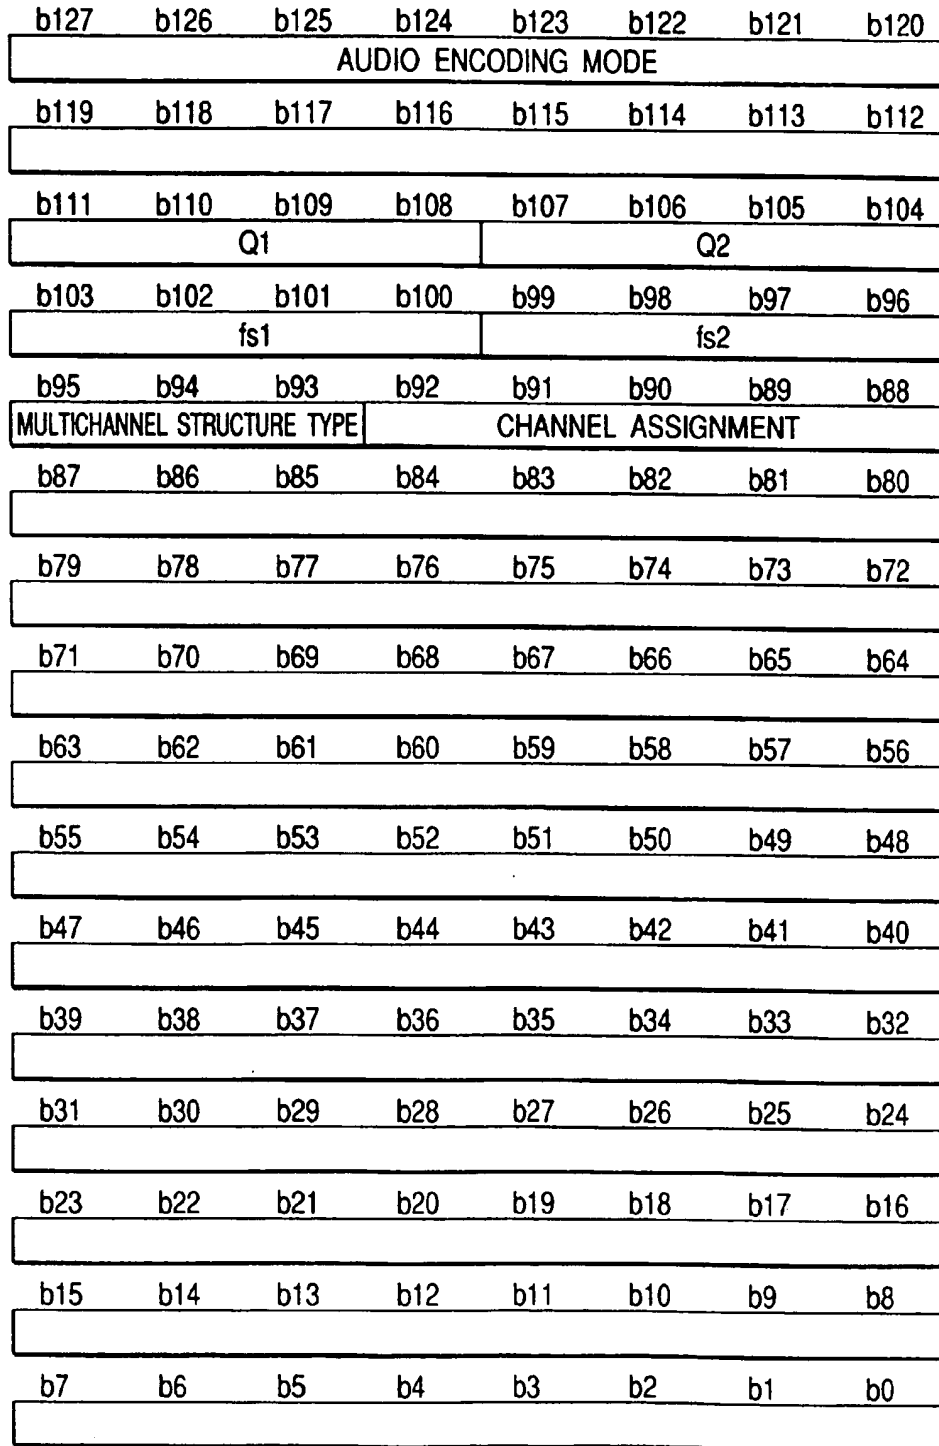 b127 b126 b125 b124 b123 b122 b121 b120
AUDIO ENCODING MODE
b119 b118 b117 b116 b115 b114 b113 b112
b111 b110 b109 b108 b107 b106 b105 b104
Q1 Q2
b103 b102 b101 b100 b99 b98 b97 b96
fs1 fs2
b95 b94 b93 b92 b91 b90 b89 b88
MULTICHANNEL STRUCTURE TYPE CHANNEL ASSIGNMENT
b87 b86 b85 b84 b83 b82 b81 b80
b79 b78 b77 b76 b75 b74 b73 b72
b71 b70 b69 b68 b67 b66 b65 b64
b63 b62 b61 b60 b59 b58 b57 b56
b55 b54 b53 b52 b51 b50 b49 b48
b47 b46 b45 b44 b43 b42 b41 b40
b39 b38 b37 b36 b35 b34 b33 b32
b31 b30 b29 b28 b27 b26 b25 b24
b23 b22 b21 b20 b19 b18 b17 b16
b15 b14 b13 b12 b11 b10 b9 b8
b7 b6 b5 b4 b3 b2 b1 b0